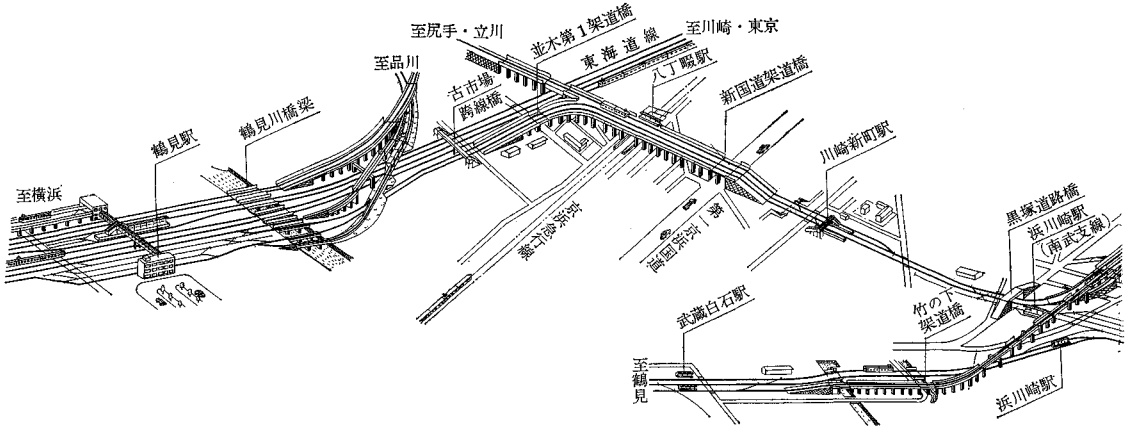 至尻手・立川
並木第1架道橋
東海道線
至川崎・東京
至品川
古市場
跨線橋
八丁畷駅
新国道架道橋
鶴見駅
鶴見川橋梁
川崎新町駅
至横浜
京浜急行線
第一京浜国道
黒塚道路橋
浜川崎駅
(南武支線)
武蔵白石駅
竹の下
架道橋
至鶴見
浜川崎駅